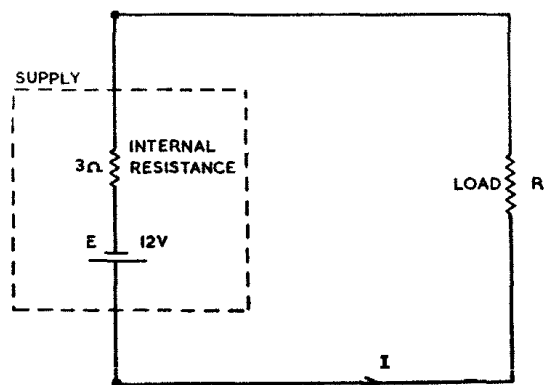 SUPPLY
3Ω
INTERNAL
RESISTANCE
LOAD R
E 12V
I